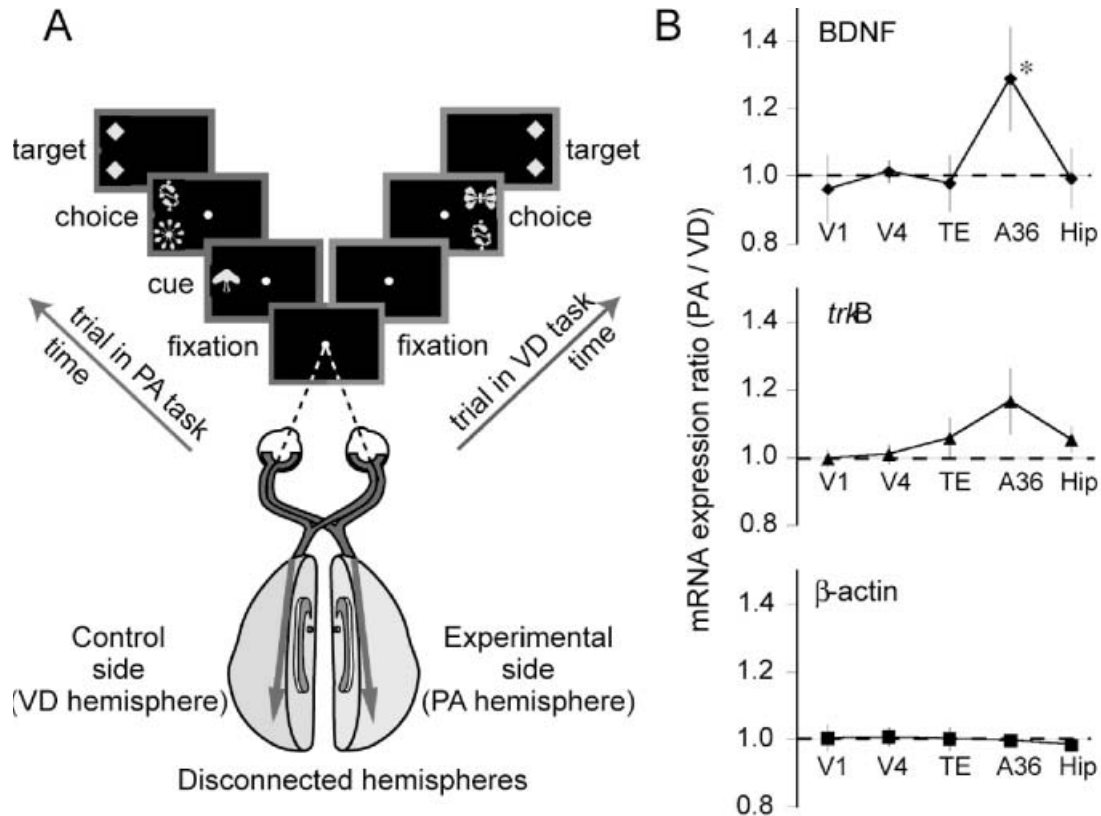 A
target
target
choice
choice
cue
fixation
fixation
trial in PA task
time
trial in VD task
time
Control
side
(VD hemisphere)
Experimental
side
(PA hemisphere)
Disconnected hemispheres
B
mRNA expression ratio (PA / VD)
BDNF
1.4
1.2
*
1.0
0.8
V1 V4 TE A36 Hip
trkB
1.4
1.2
1.0
0.8
V1 V4 TE A36 Hip
β-actin
1.4
1.2
1.0
0.8
V1 V4 TE A36 Hip